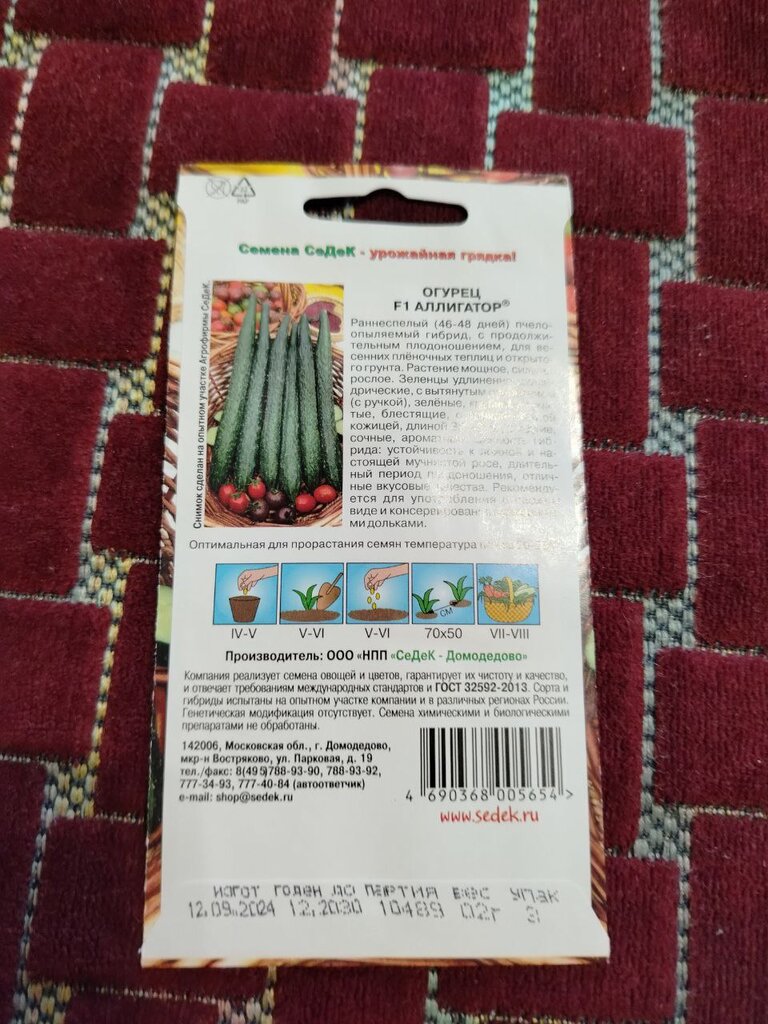 PAP
Семена СеДеК - урожайная грядка!
Снимок сделан на опытном участке Агрофирмы СеДеК.
ОГУРЕЦ
F1 АЛЛИГАТОР®
Раннеспелый (46-48 дней) пчело-
опыляемый гибрид, с продолжи-
тельным плодоношением, для ве-
сенних плёночных теплиц и открыто-
го грунта. Растение мощное,
рослое. Зеленцы
дрические, с вытянутым
(с ручкой), зелёные,
тые, блестящие,
кожицей, длиной
сочные,
рида: устойчивость к ложной и на-
стоящей мучнистой росе, длитель-
ный период плодоношения, отлич-
ные вкусовые качества. Рекоменду-
ется для употребления
виде и консервирования
ми дольками.
Оптимальная для прорастания семян температура
IV-V V-VI V-VI 70x50 VII-VIII
см
Производитель: ООО «НПП «СеДеК - Домодедово»
Компания реализует семена овощей и цветов, гарантирует их чистоту и качество,
и отвечает требованиям международных стандартов и ГОСТ 32592-2013. Сорта и
гибриды испытаны на опытном участке компании и в различных регионах России.
Генетическая модификация отсутствует. Семена химическими и биологическими
препаратами не обработаны.
142006, Московская обл., г. Домодедово,
мкр-н Востряково, ул. Парковая, д. 19
тел./факс: 8(495)788-93-90, 788-93-92,
777-34-93, 777-40-84 (автоответчик)
e-mail: shop@sedek.ru
4 690368 005654 >
www.sedek.ru
ИЗГОТ ГОДЕН ДО ПАРТИЯ ВЕС УПАК
12.09.2024 12.2030 10489 02г 3